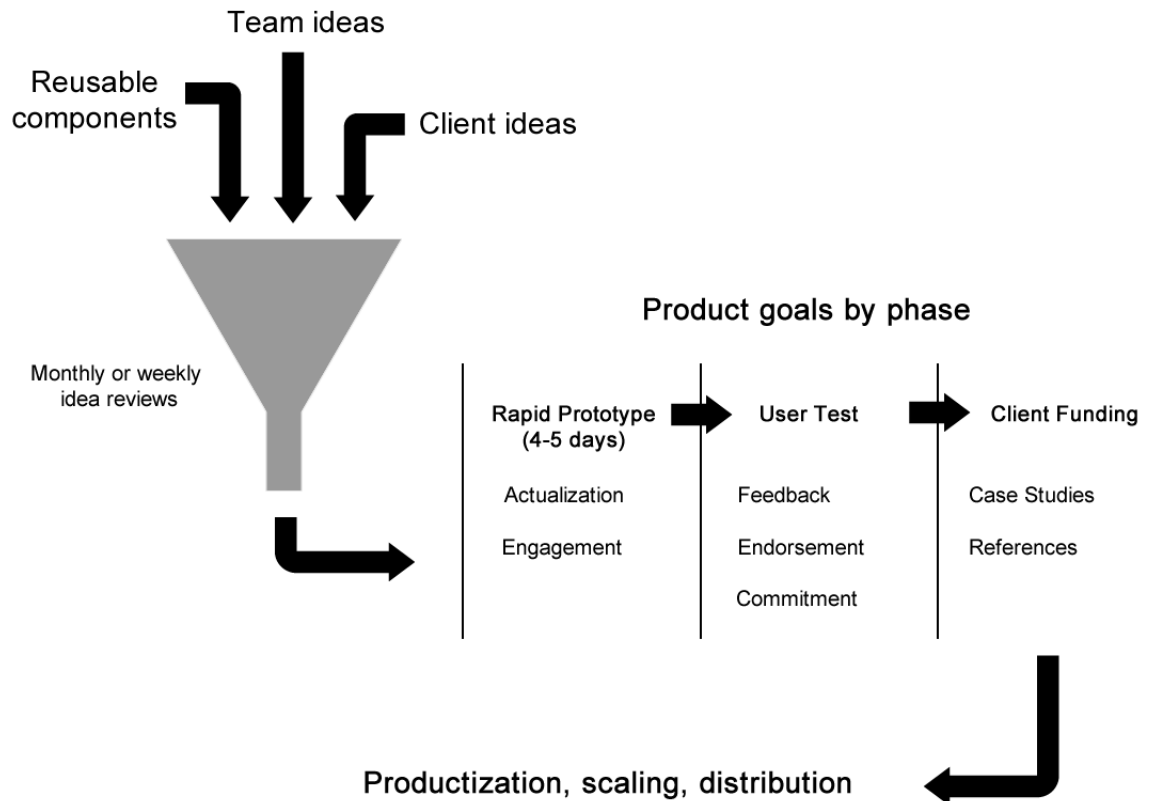 Team ideas
Reusable
components
Client ideas
Monthly or weekly
idea reviews
Product goals by phase
Rapid Prototype
(4-5 days)
Actualization
Engagement
User Test
Feedback
Endorsement
Commitment
Client Funding
Case Studies
References
Productization, scaling, distribution